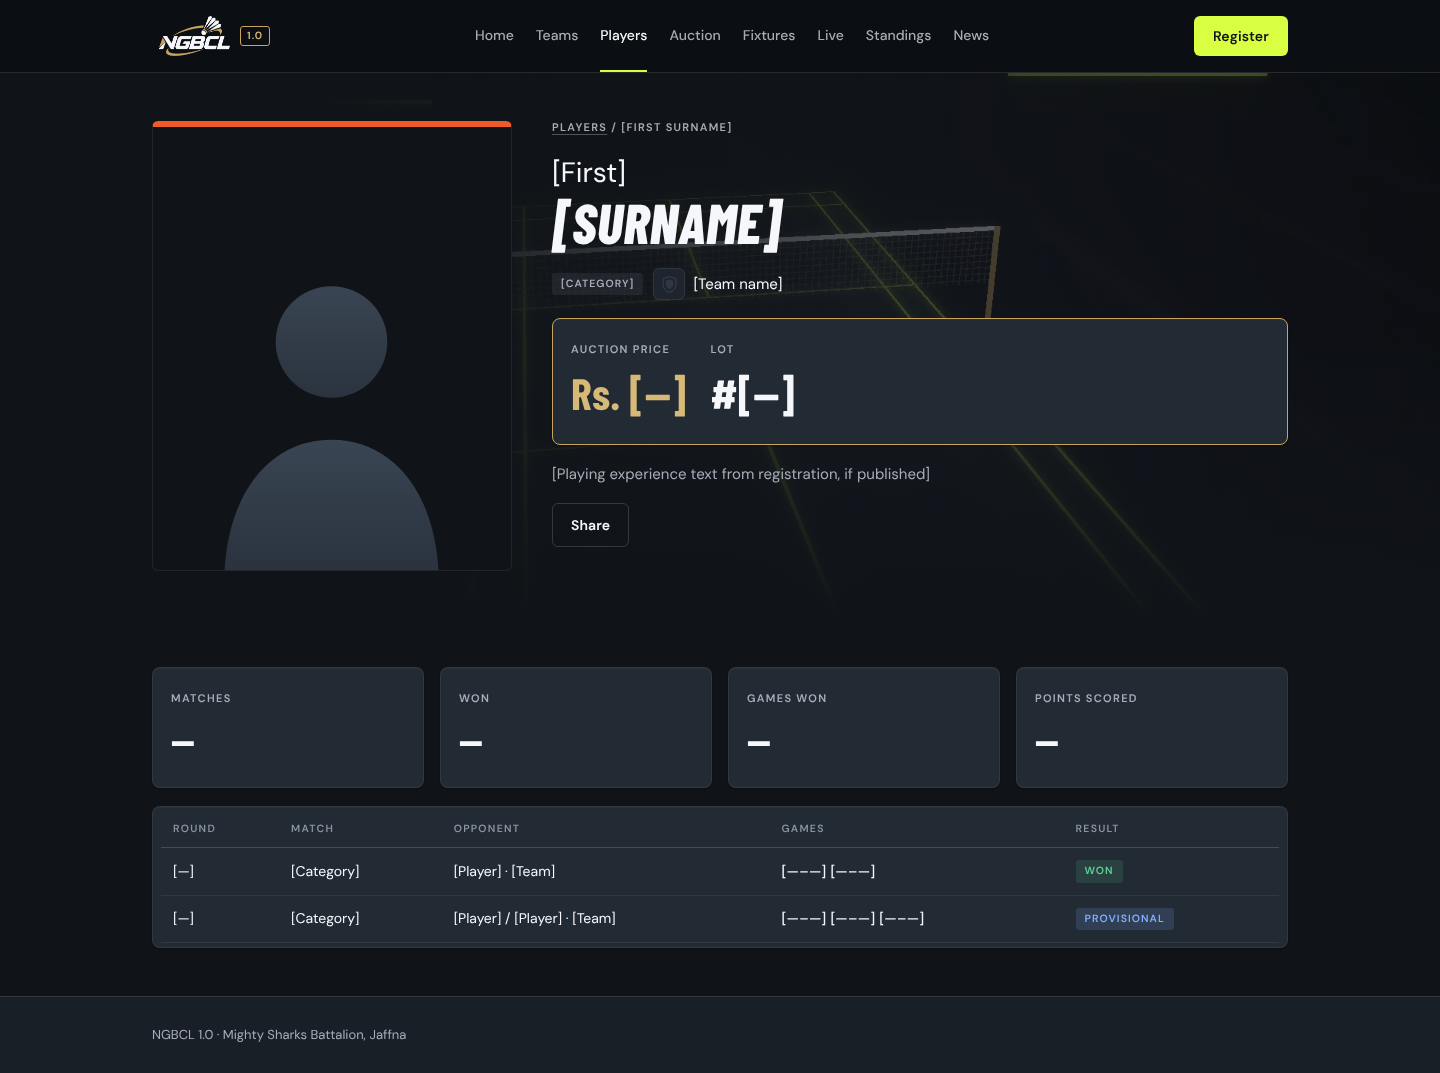 NGBCL 1.0 Home Teams Players Auction Fixtures Live Standings News Register
PLAYERS / [FIRST SURNAME]
[First]
[SURNAME]
[CATEGORY] [Team name]
AUCTION PRICE LOT
Rs. [—] #[—]
[Playing experience text from registration, if published]
Share
MATCHES WON GAMES WON POINTS SCORED
— — — —
ROUND MATCH OPPONENT GAMES RESULT
[—] [Category] [Player] · [Team] [—–—] [—–—] WON
[—] [Category] [Player] / [Player] · [Team] [—–—] [—–—] [—–—] PROVISIONAL
NGBCL 1.0 · Mighty Sharks Battalion, Jaffna